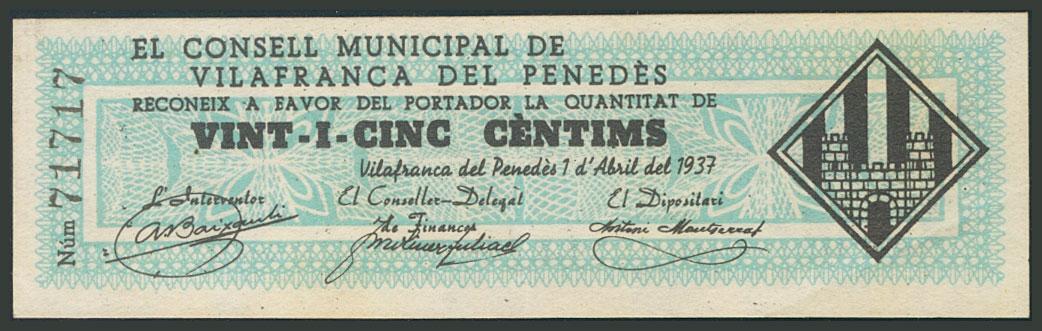 EL CONSELL MUNICIPAL DE
VILAFRANCA DEL PENEDÈS
RECONEIX A FAVOR DEL PORTADOR LA QUANTITAT DE
VINT-I-CINC CÈNTIMS
Vilafranca del Penedès 1 d'Abril del 1937
L'Interventor
El Conseller-Delegat
de Finances
El Dipositari
Antoni Montserrat
Núm 717717